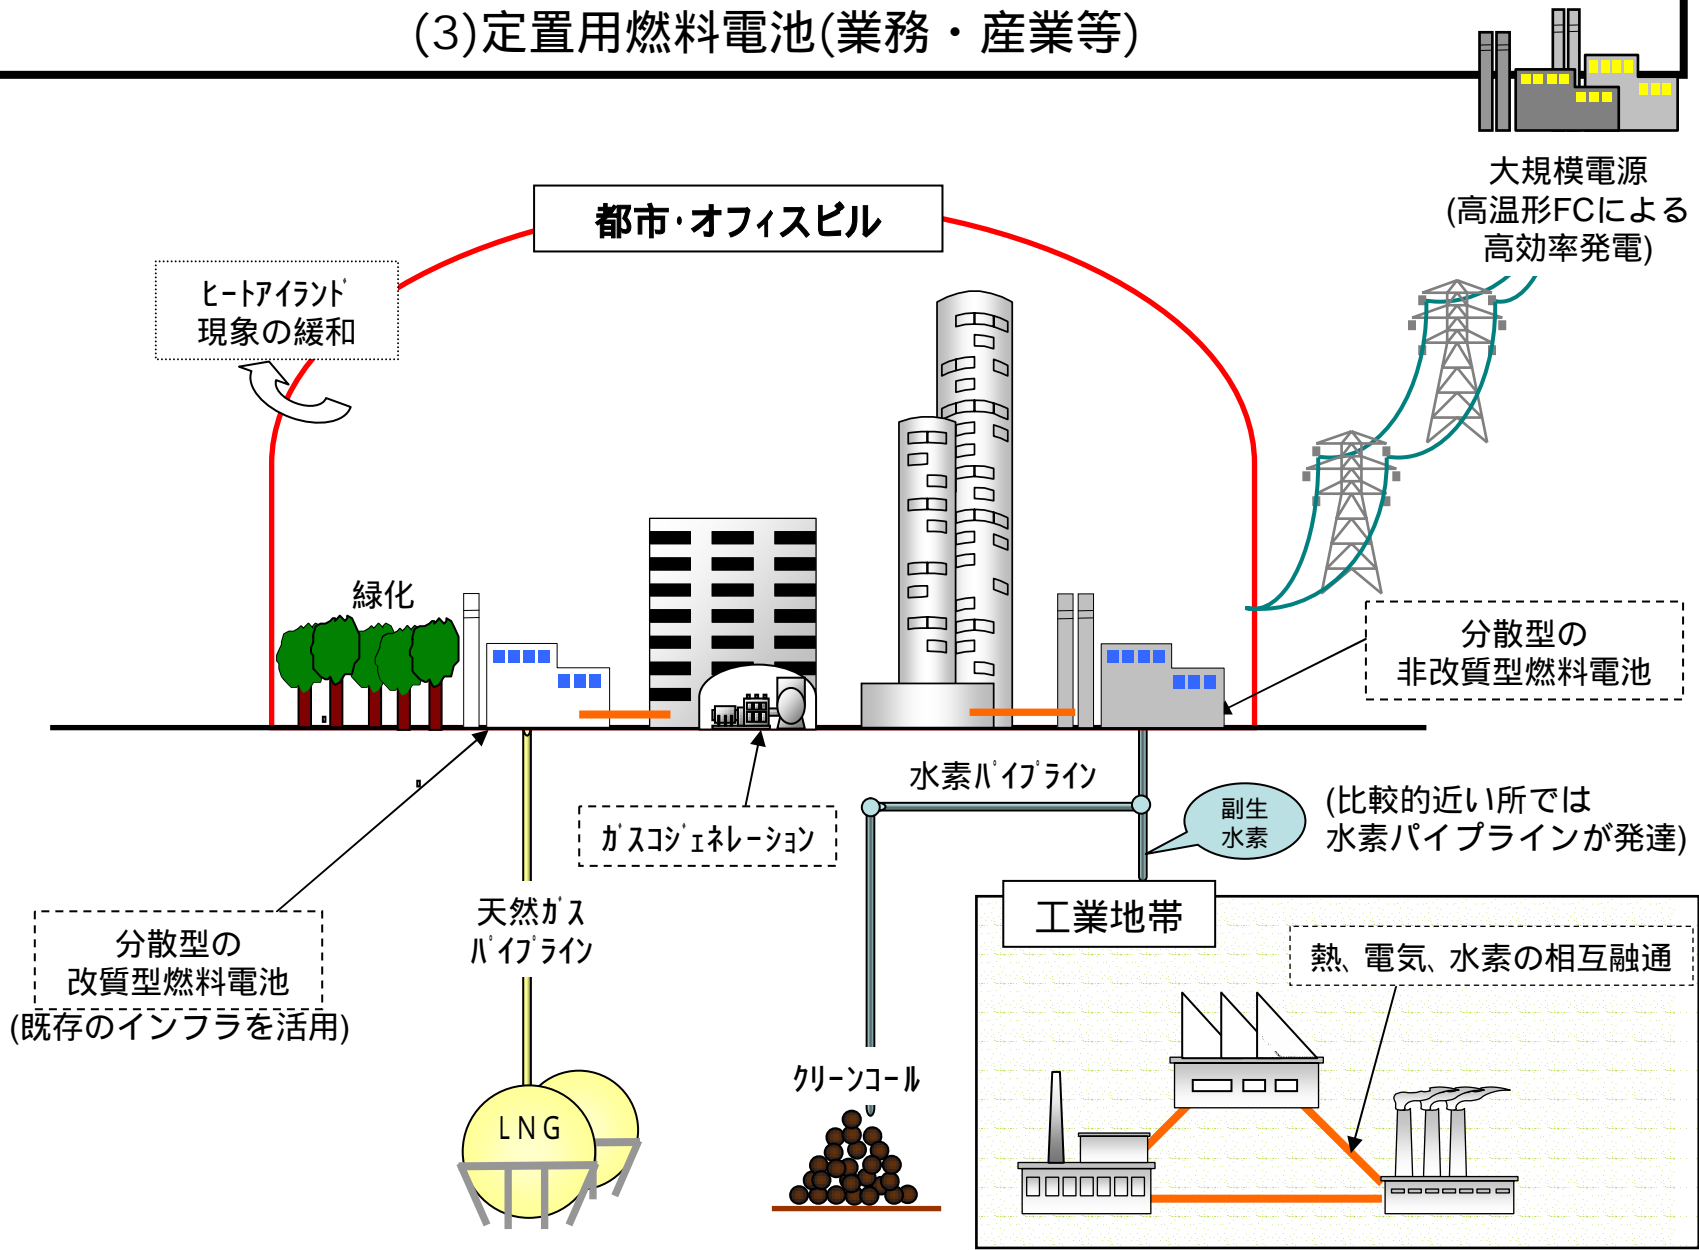 (3)定置用燃料電池(業務・産業等)
大規模電源
(高温形FCによる
高効率発電)
都市・オフィスビル
ﾋｰﾄｱｲﾗﾝﾄﾞ
現象の緩和
緑化
分散型の
非改質型燃料電池
水素ﾊﾟｲﾌﾟﾗｲﾝ
副生
水素
(比較的近い所では
水素パイプラインが発達)
ｶﾞｽｺｼﾞｪﾈﾚｰｼｮﾝ
天然ｶﾞｽ
ﾊﾟｲﾌﾟﾗｲﾝ
分散型の
改質型燃料電池
(既存のインフラを活用)
工業地帯
熱、電気、水素の相互融通
ｸﾘｰﾝｺｰﾙ
LNG